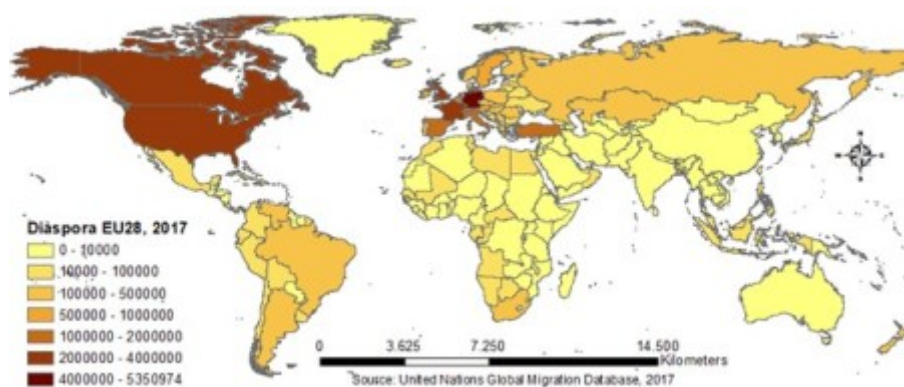 Diàspora EU28, 2017
0 - 10000
10000 - 100000
100000 - 500000
500000 - 1000000
1000000 - 2000000
2000000 - 4000000
4000000 - 5350974
0 3.625 7.250 14.500
Kilometers
Souce: United Nations Global Migration Database, 2017